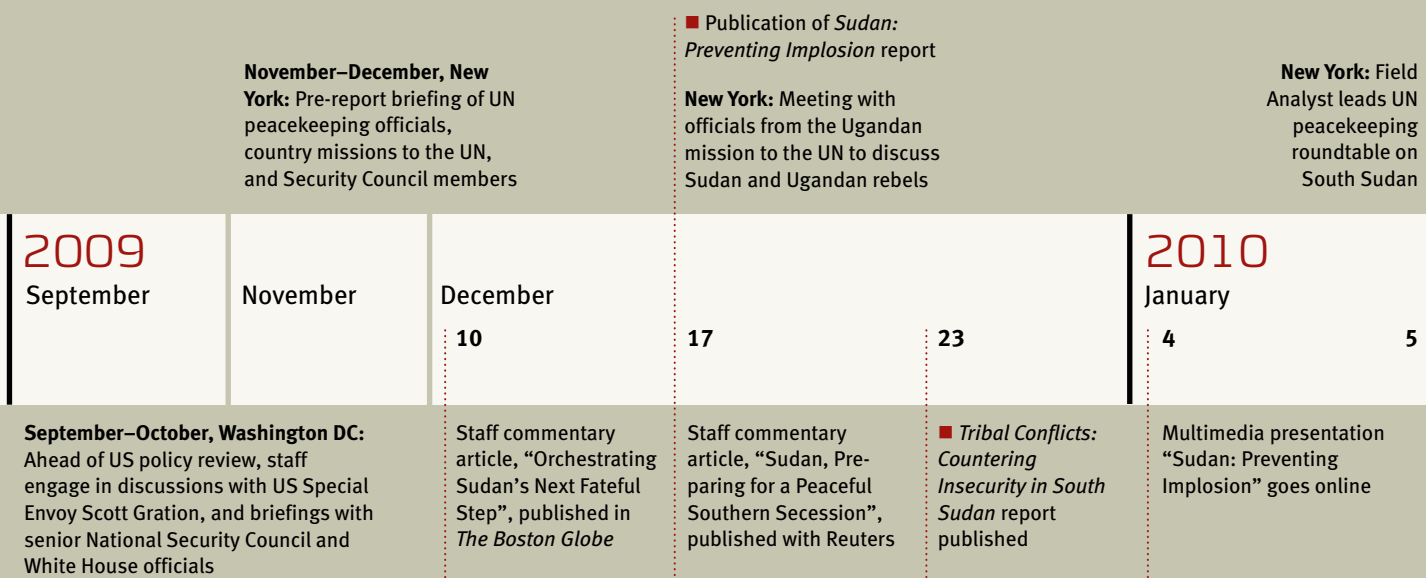 ■ Publication of Sudan:
Preventing Implosion report
November–December, New
York: Pre-report briefing of UN
peacekeeping officials,
country missions to the UN,
and Security Council members
New York: Meeting with
officials from the Ugandan
mission to the UN to discuss
Sudan and Ugandan rebels
New York: Field
Analyst leads UN
peacekeeping
roundtable on
South Sudan
2009
September
November
December
2010
January
10
17
23
4
5
September–October, Washington DC:
Ahead of US policy review, staff
engage in discussions with US Special
Envoy Scott Gration, and briefings with
senior National Security Council and
White House officials
Staff commentary
article, “Orchestrating
Sudan’s Next Fateful
Step”, published in
The Boston Globe
Staff commentary
article, “Sudan, Pre-
paring for a Peaceful
Southern Secession”,
published with Reuters
■ Tribal Conflicts:
Countering
Insecurity in South
Sudan report
published
Multimedia presentation
“Sudan: Preventing
Implosion” goes online